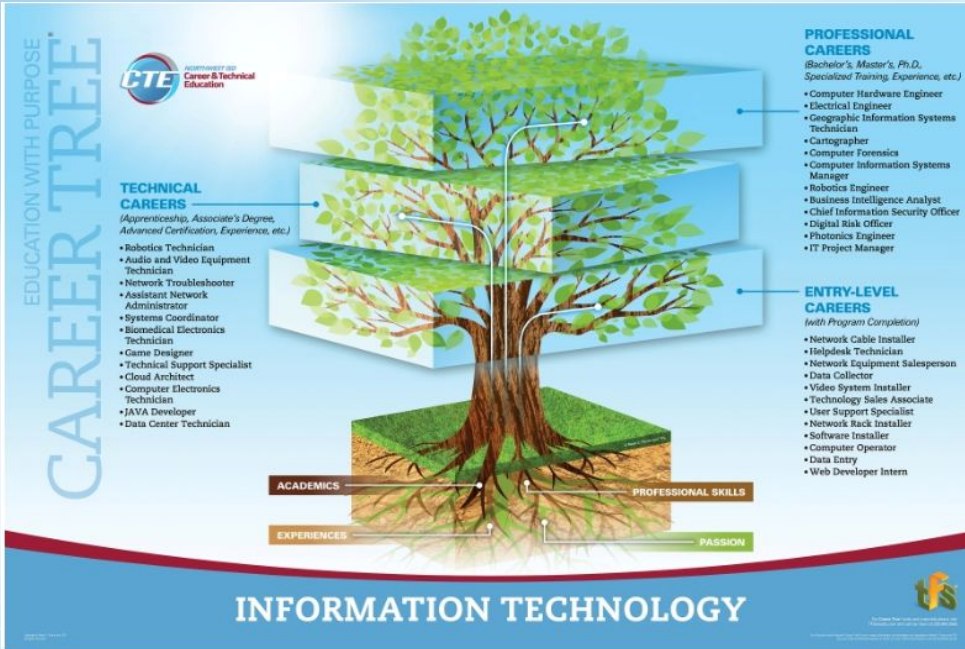 EDUCATION WITH PURPOSE
CAREER TREE
CTE
NORTHWEST ISD
Career & Technical
Education
TECHNICAL
CAREERS
(Apprenticeship, Associate's Degree,
Advanced Certification, Experience, etc.)
• Robotics Technician
• Audio and Video Equipment
Technician
• Network Troubleshooter
• Assistant Network
Administrator
• Systems Coordinator
• Biomedical Electronics
Technician
• Game Designer
• Technical Support Specialist
• Cloud Architect
• Computer Electronics
Technician
• JAVA Developer
• Data Center Technician
PROFESSIONAL
CAREERS
(Bachelor's, Master's, Ph.D.,
Specialized Training, Experience, etc.)
• Computer Hardware Engineer
• Electrical Engineer
• Geographic Information Systems
Technician
• Cartographer
• Computer Forensics
• Computer Information Systems
Manager
• Robotics Engineer
• Business Intelligence Analyst
• Chief Information Security Officer
• Digital Risk Officer
• Photonics Engineer
• IT Project Manager
ENTRY-LEVEL
CAREERS
(with Program Completion)
• Network Cable Installer
• Helpdesk Technician
• Network Equipment Salesperson
• Data Collector
• Video System Installer
• Technology Sales Associate
• User Support Specialist
• Network Rack Installer
• Software Installer
• Computer Operator
• Data Entry
• Web Developer Intern
ACADEMICS
PROFESSIONAL SKILLS
EXPERIENCES
PASSION
INFORMATION TECHNOLOGY
tfs